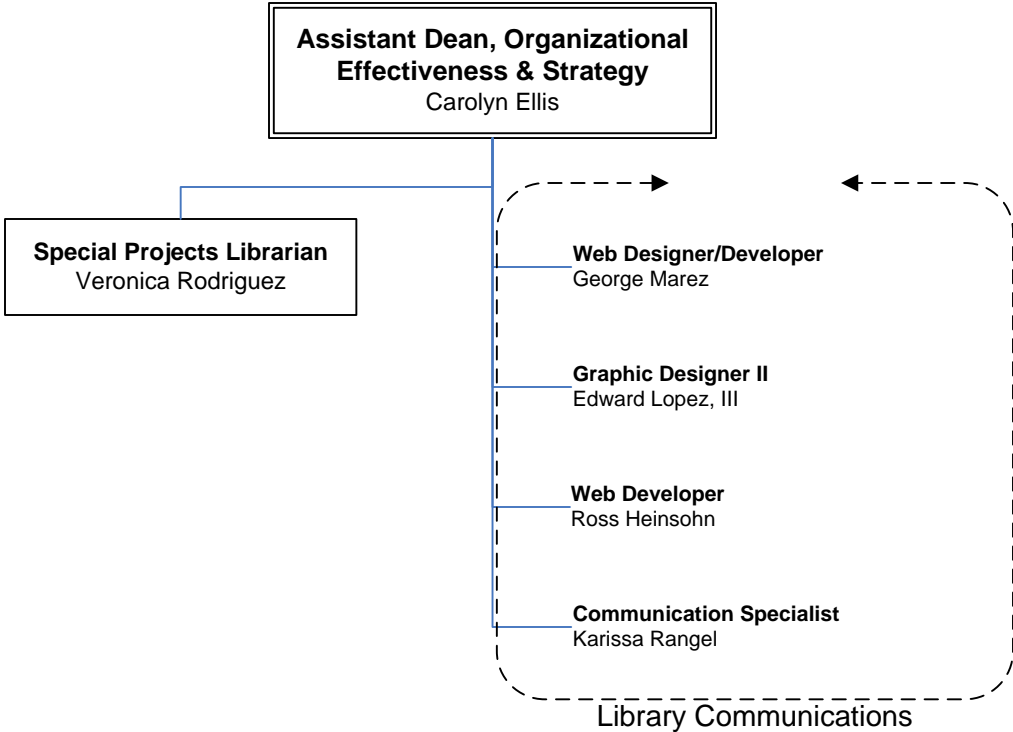 Assistant Dean, Organizational
Effectiveness & Strategy
Carolyn Ellis
Special Projects Librarian
Veronica Rodriguez
Web Designer/Developer
George Marez
Graphic Designer II
Edward Lopez, III
Web Developer
Ross Heinsohn
Communication Specialist
Karissa Rangel
Library Communications